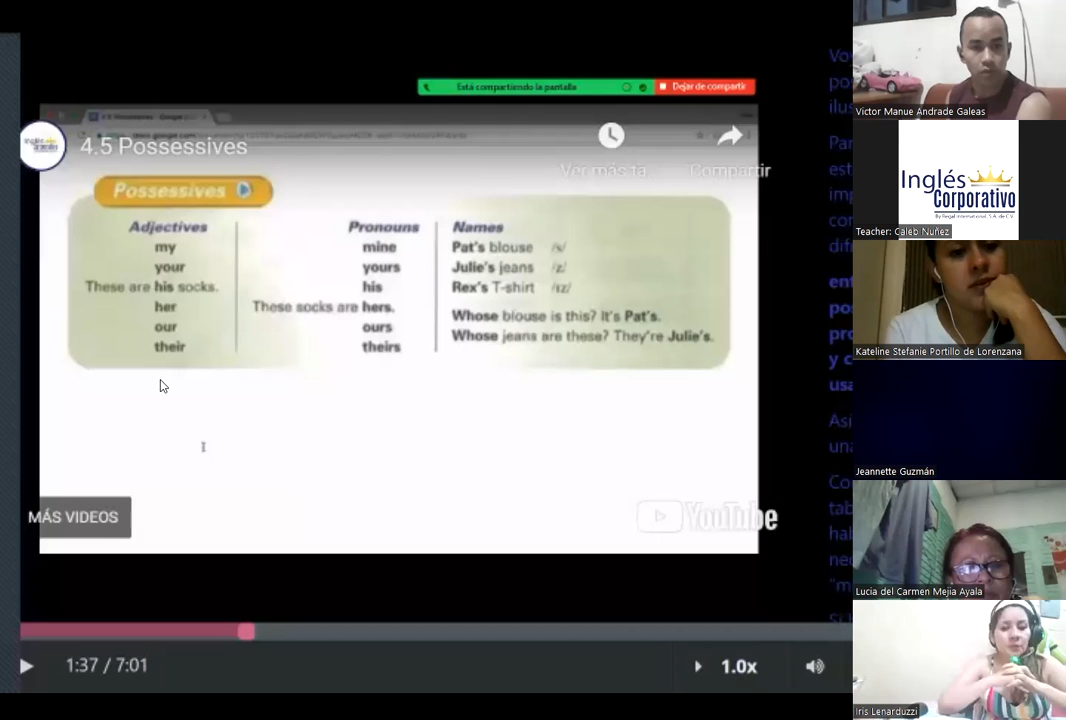 Está compartiendo la pantalla
Dejar de compartir
4.5 Possessives
Ver más ta
Compartir
Possessives
Adjectives
my
your
These are his socks.
her
our
their
Pronouns
mine
yours
his
These socks are hers.
ours
theirs
Names
Pat's blouse /s/
Julie's jeans /z/
Rex's T-shirt /ɪz/
Whose blouse is this? It's Pat's.
Whose jeans are these? They're Julie's.
MÁS VIDEOS
YouTube
1:37 / 7:01
1.0x
Victor Manue Andrade Galeas
Inglés
Corporativo
By Regal International, S.A. de C.V.
Teacher: Caleb Nuñez
Kateline Stefanie Portillo de Lorenzana
Jeannette Guzmán
Lucia del Carmen Mejia Ayala
Iris Lenarduzzi